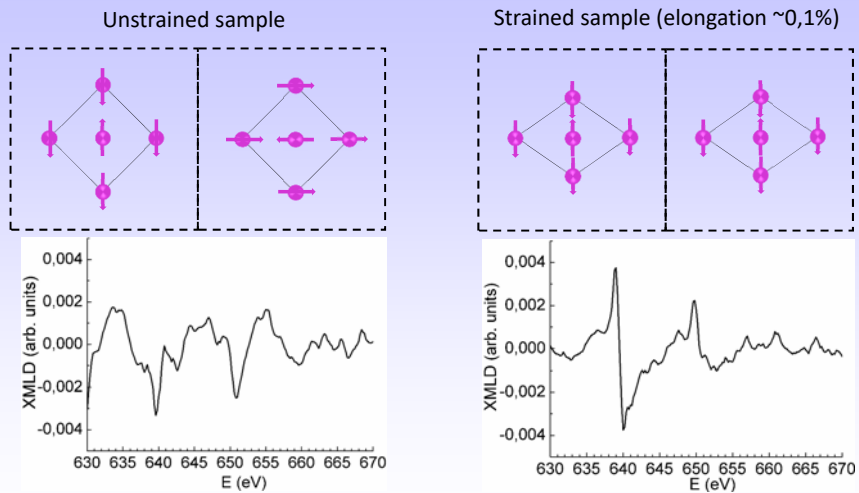 Unstrained sample
Strained sample (elongation ~0,1%)
XMLD (arb. units)
0,004
0,002
0,000
-0,002
-0,004
630 635 640 645 650 655 660 665 670
E (eV)
XMLD (arb. units)
0,004
0,002
0,000
-0,002
-0,004
630 635 640 645 650 655 660 665 670
E (eV)